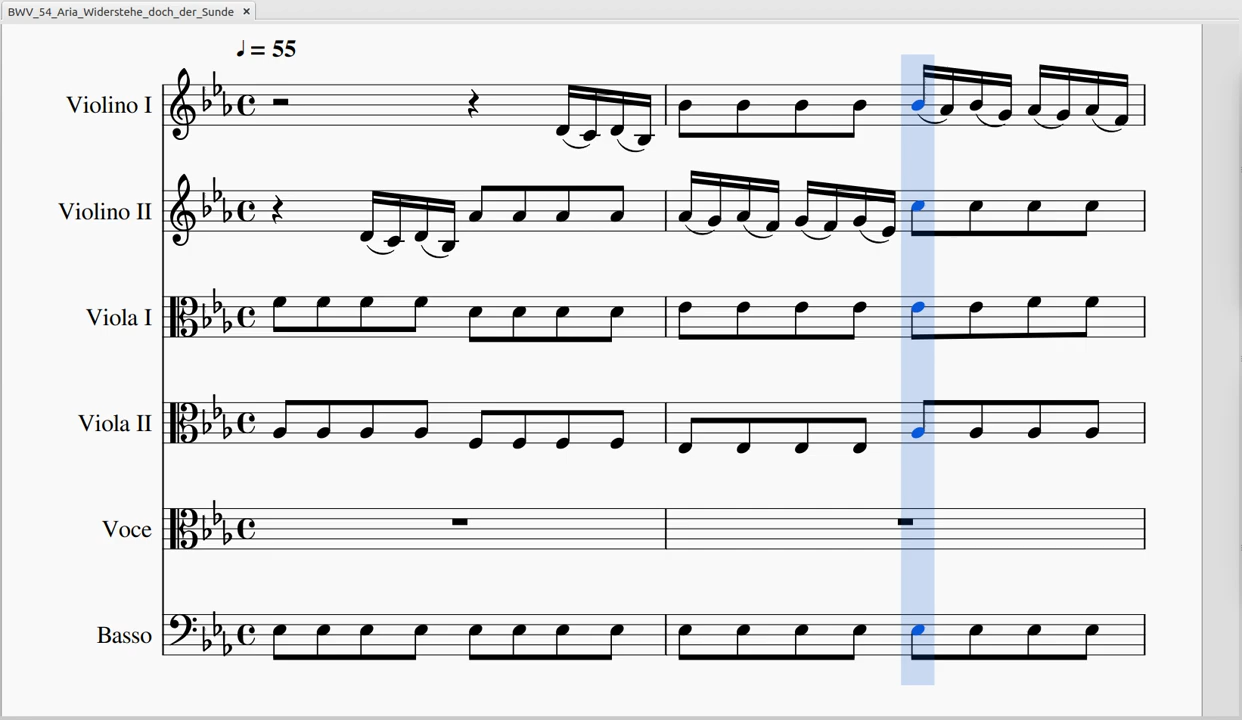 BWV_54_Aria_Widerstehe_doch_der_Sunde ×
♩ = 55
Violino I
Violino II
Viola I
Viola II
Voce
Basso